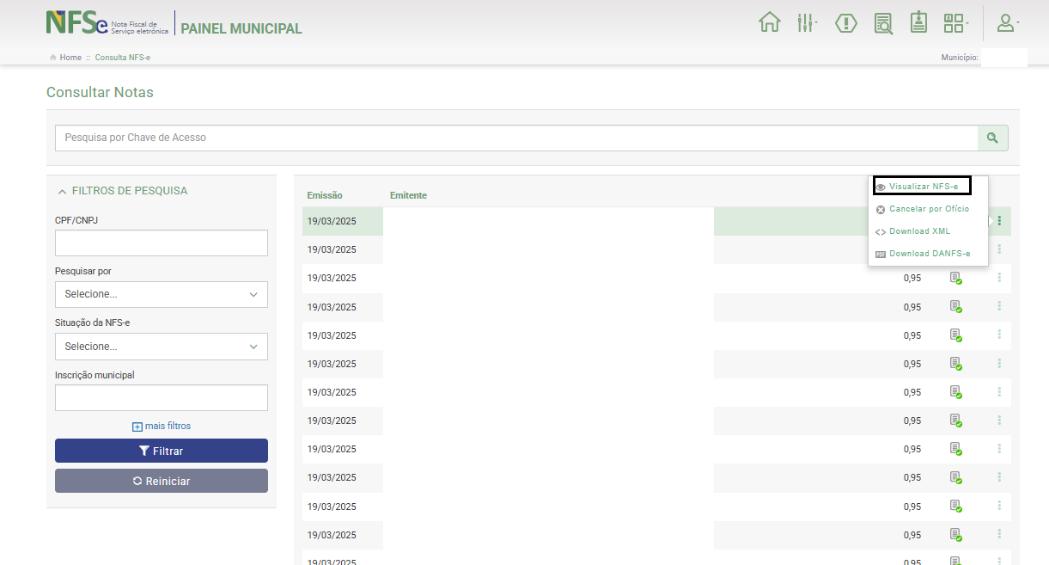 NFSe Nota Fiscal de
Serviço eletrônica
PAINEL MUNICIPAL
Home :: Consulta NFS-e
Município:
Consultar Notas
Pesquisa por Chave de Acesso
FILTROS DE PESQUISA
CPF/CNPJ
Pesquisar por
Selecione...
Situação da NFS-e
Selecione...
Inscrição municipal
mais filtros
Filtrar
Reiniciar
Emissão Emitente
19/03/2025
19/03/2025
19/03/2025 0,95
19/03/2025 0,95
19/03/2025 0,95
19/03/2025 0,95
19/03/2025 0,95
19/03/2025 0,95
19/03/2025 0,95
19/03/2025 0,95
19/03/2025 0,95
19/03/2025 0,95
19/03/2025 0,95
Visualizar NFS-e
Cancelar por Ofício
Download XML
PDF Download DANFS-e